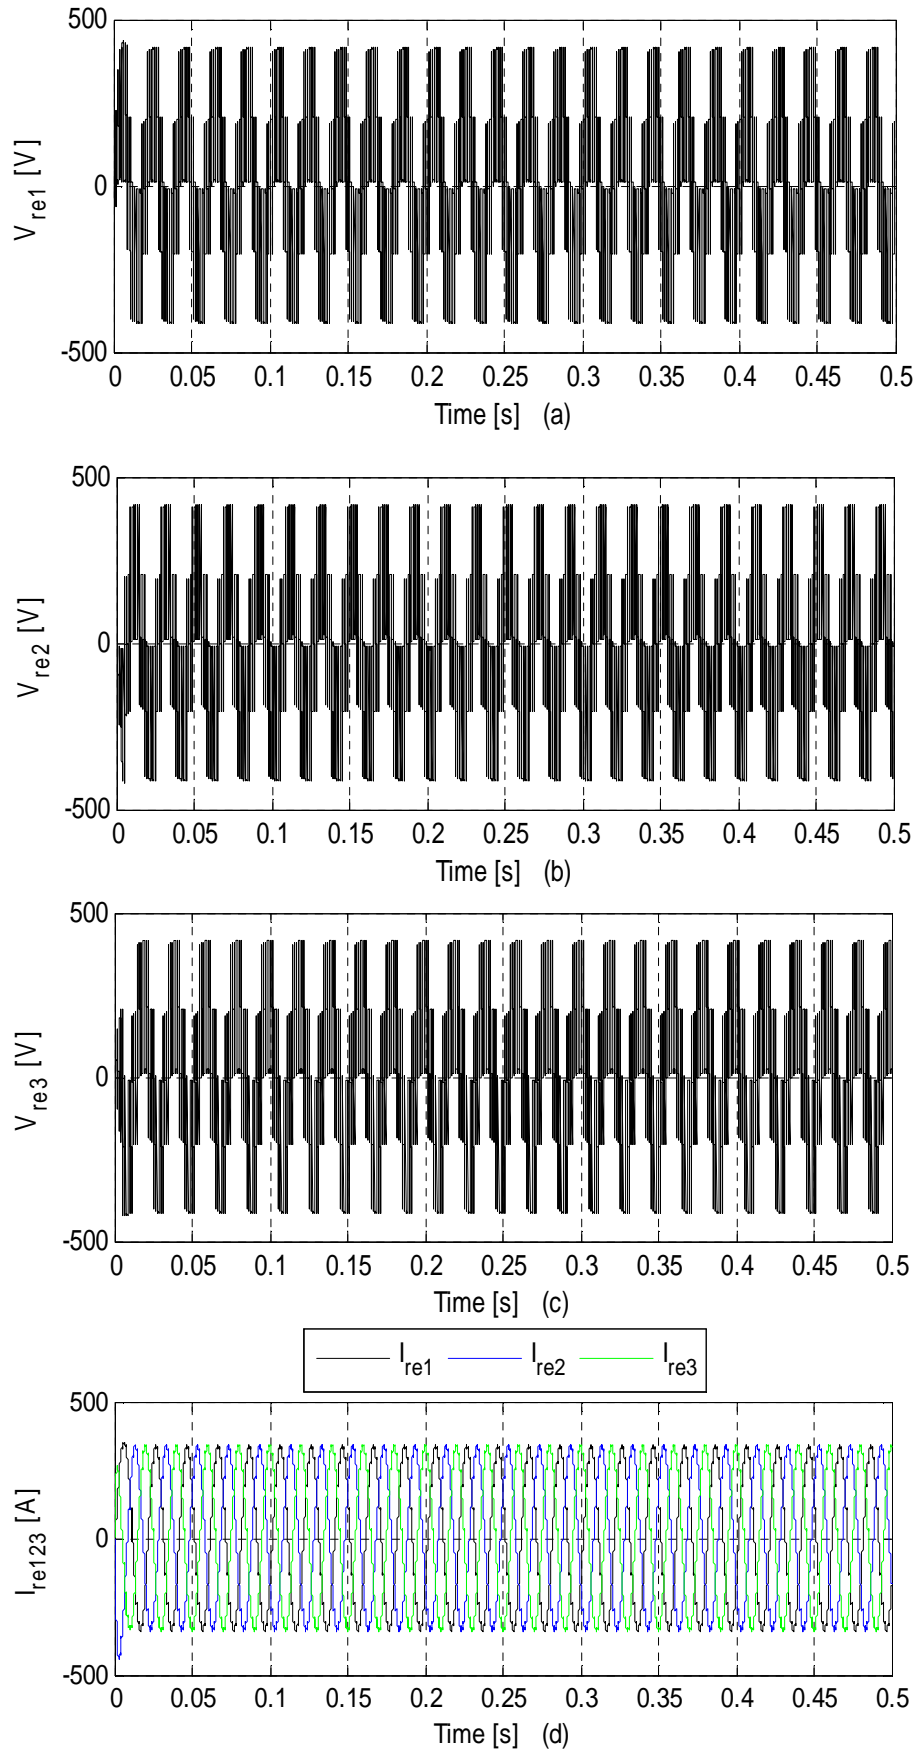 500
0
-500
V_re1 [V]
0 0.05 0.1 0.15 0.2 0.25 0.3 0.35 0.4 0.45 0.5
Time [s] (a)
500
0
-500
V_re2 [V]
0 0.05 0.1 0.15 0.2 0.25 0.3 0.35 0.4 0.45 0.5
Time [s] (b)
500
0
-500
V_re3 [V]
0 0.05 0.1 0.15 0.2 0.25 0.3 0.35 0.4 0.45 0.5
Time [s] (c)
I_re1 I_re2 I_re3
500
0
-500
I_re123 [A]
0 0.05 0.1 0.15 0.2 0.25 0.3 0.35 0.4 0.45 0.5
Time [s] (d)